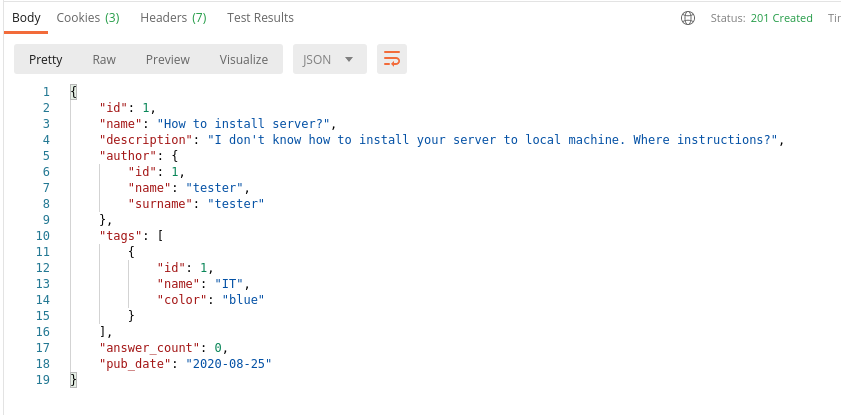 Body Cookies (3) Headers (7) Test Results Status: 201 Created Tir
Pretty Raw Preview Visualize JSON
1 {
2 "id": 1,
3 "name": "How to install server?",
4 "description": "I don't know how to install your server to local machine. Where instructions?",
5 "author": {
6 "id": 1,
7 "name": "tester",
8 "surname": "tester"
9 },
10 "tags": [
11 {
12 "id": 1,
13 "name": "IT",
14 "color": "blue"
15 }
16 ],
17 "answer_count": 0,
18 "pub_date": "2020-08-25"
19 }